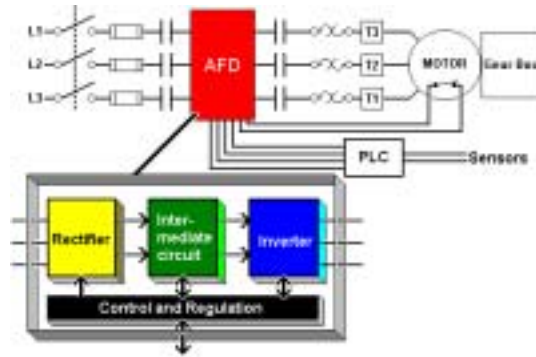 L1
T3
L2
AFD
T2
MOTOR
Gear Box
L3
T1
PLC
Sensors
Rectifier
Inter-
mediate
circuit
Inverter
Control and Regulation